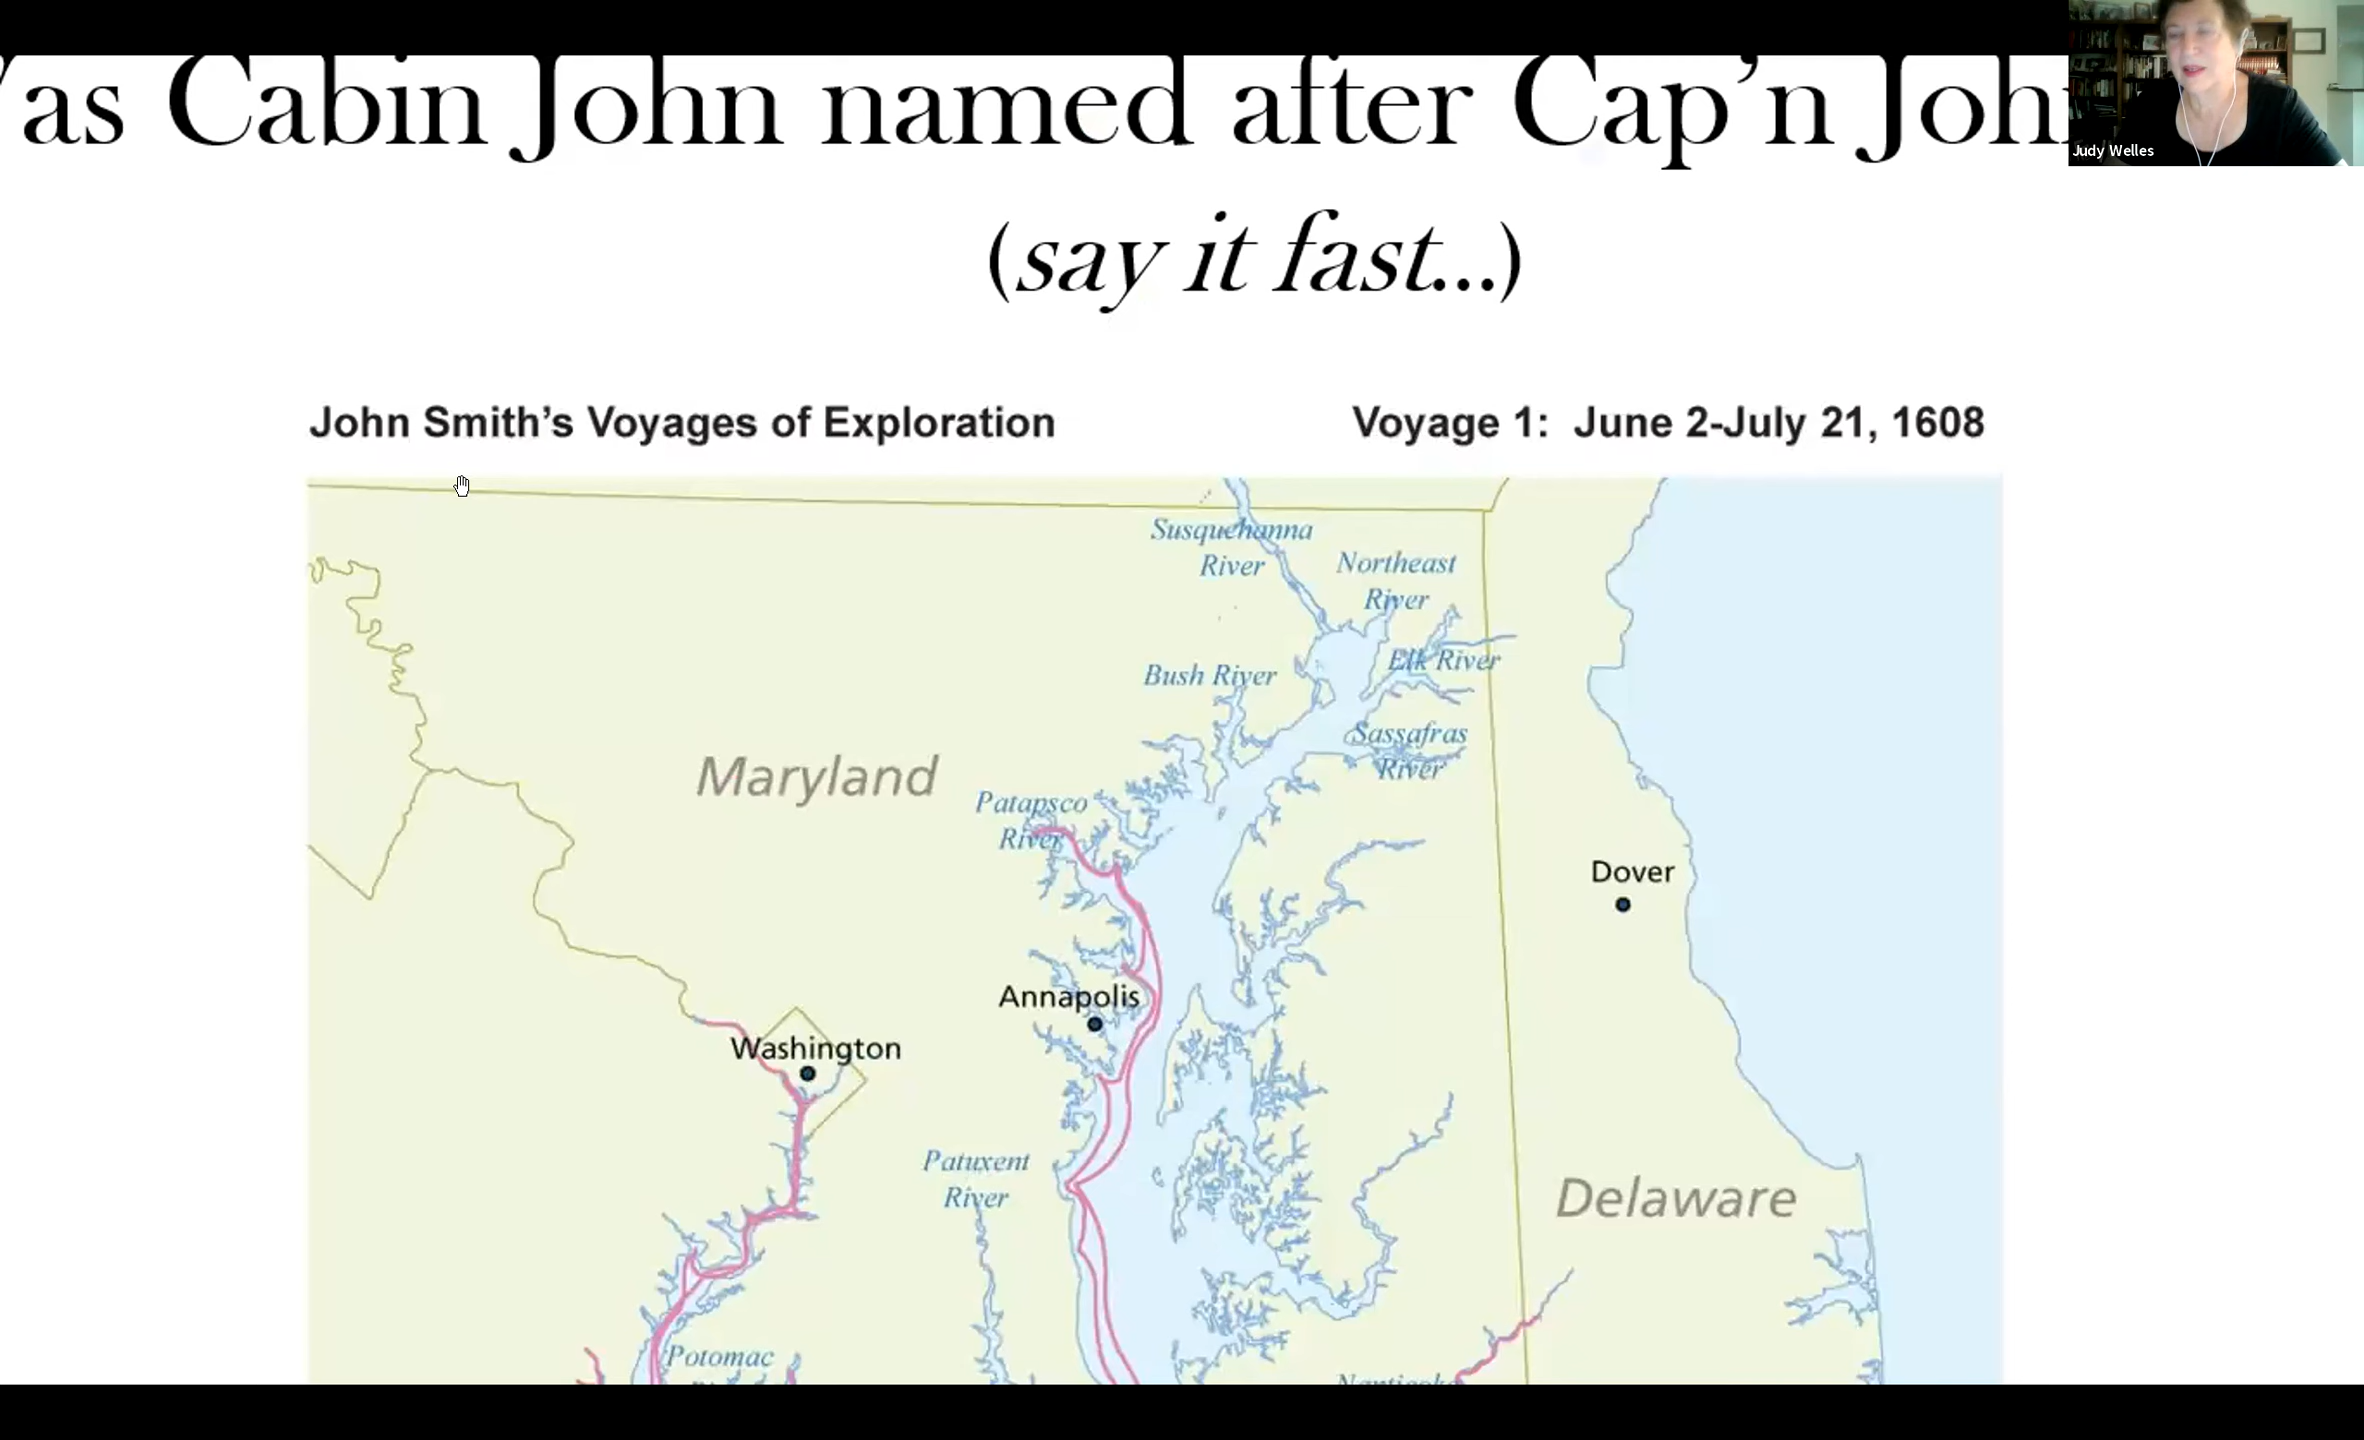 as Cabin John named after Cap’n Joh
Judy Welles
(say it fast...)
John Smith’s Voyages of Exploration
Voyage 1: June 2-July 21, 1608
Susquehanna
River
Northeast
River
Elk River
Bush River
Sassafras
River
Maryland
Patapsco
River
Dover
Annapolis
Washington
Patuxent
River
Delaware
Potomac